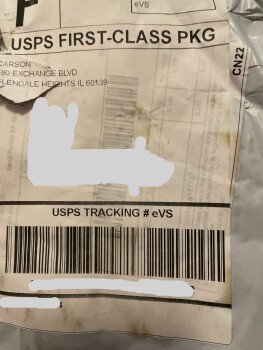 F
eVS
USPS FIRST-CLASS PKG
CARSON
80 EXCHANGE BLVD
GLENDALE HEIGHTS IL 60139
CN22
USPS TRACKING # eVS